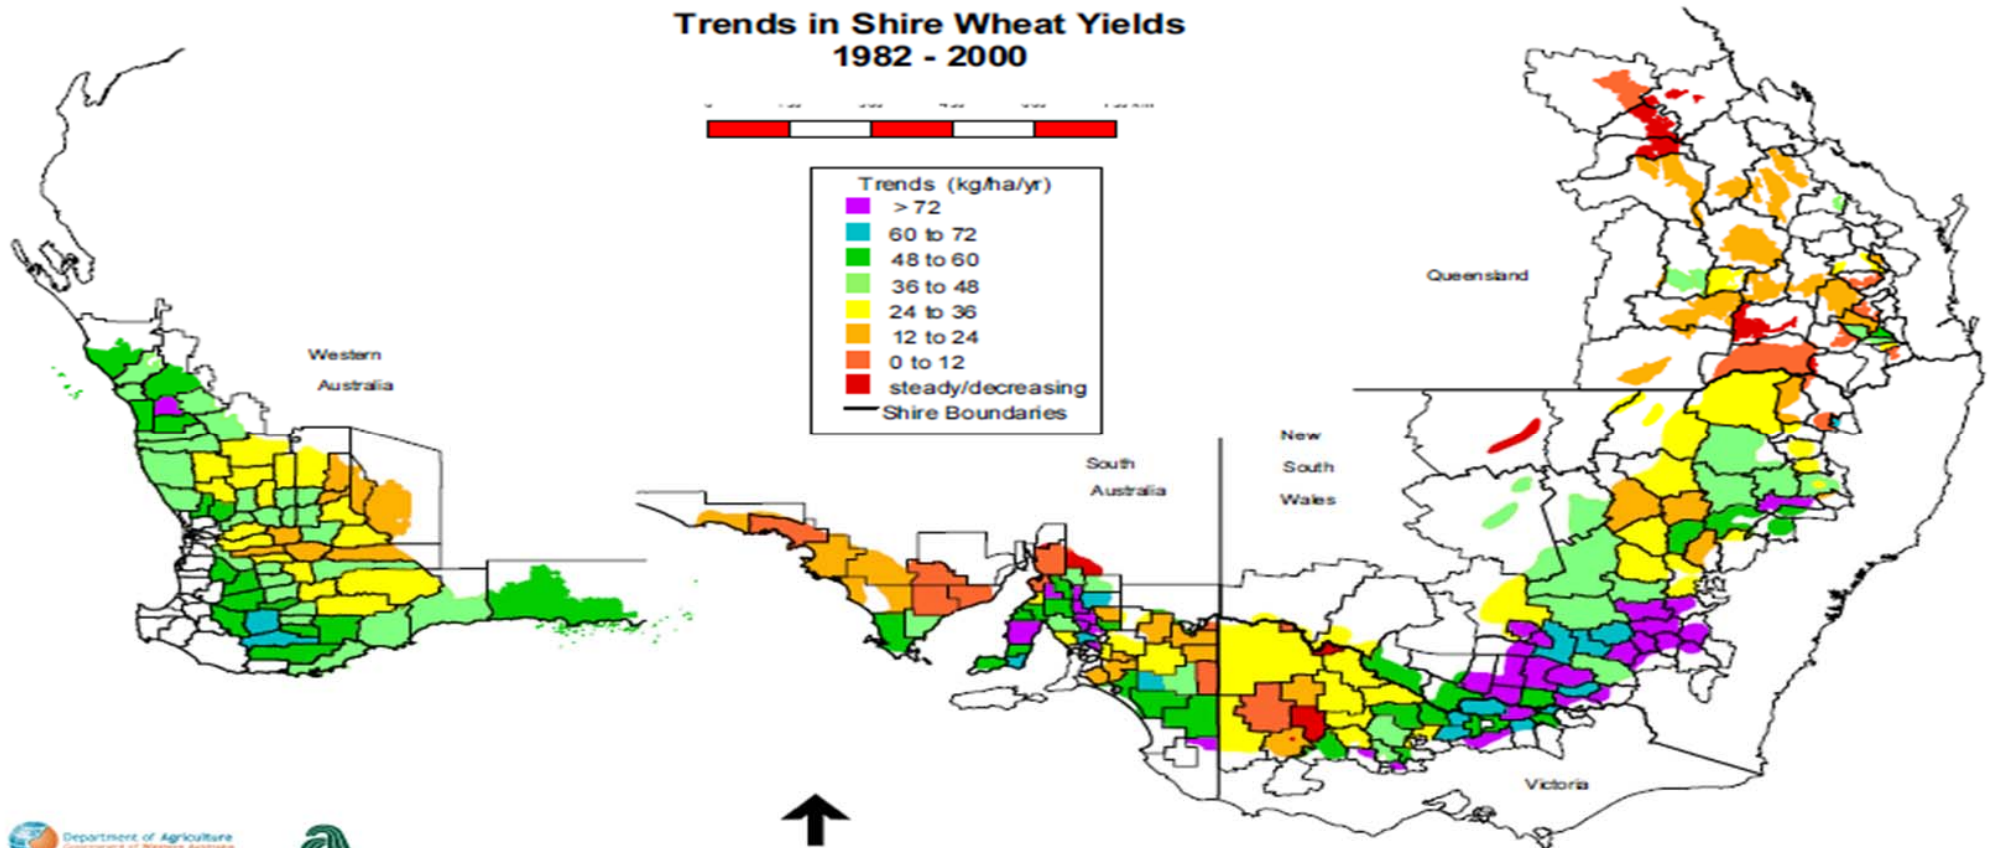 Trends in Shire Wheat Yields
1982 - 2000
Trends (kg/ha/yr)
> 72
60 to 72
48 to 60
36 to 48
24 to 36
12 to 24
0 to 12
steady/decreasing
Shire Boundaries
Western
Australia
South
Australia
New
South
Wales
Queensland
Victoria
Department of Agriculture